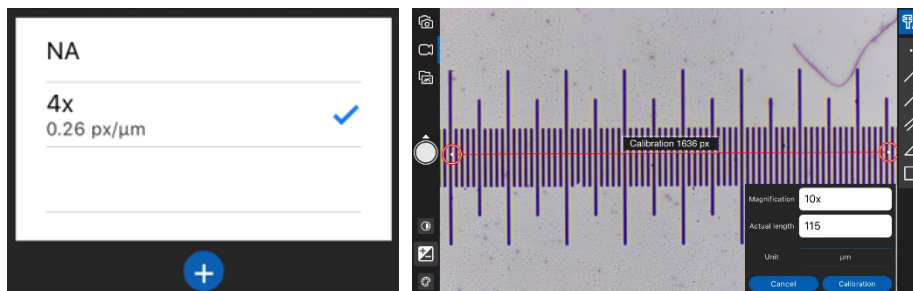 NA
4x
0.26 px/µm
Calibration 1636 px
Magnification 10x
Actual length 115
Unit µm
Cancel Calibration